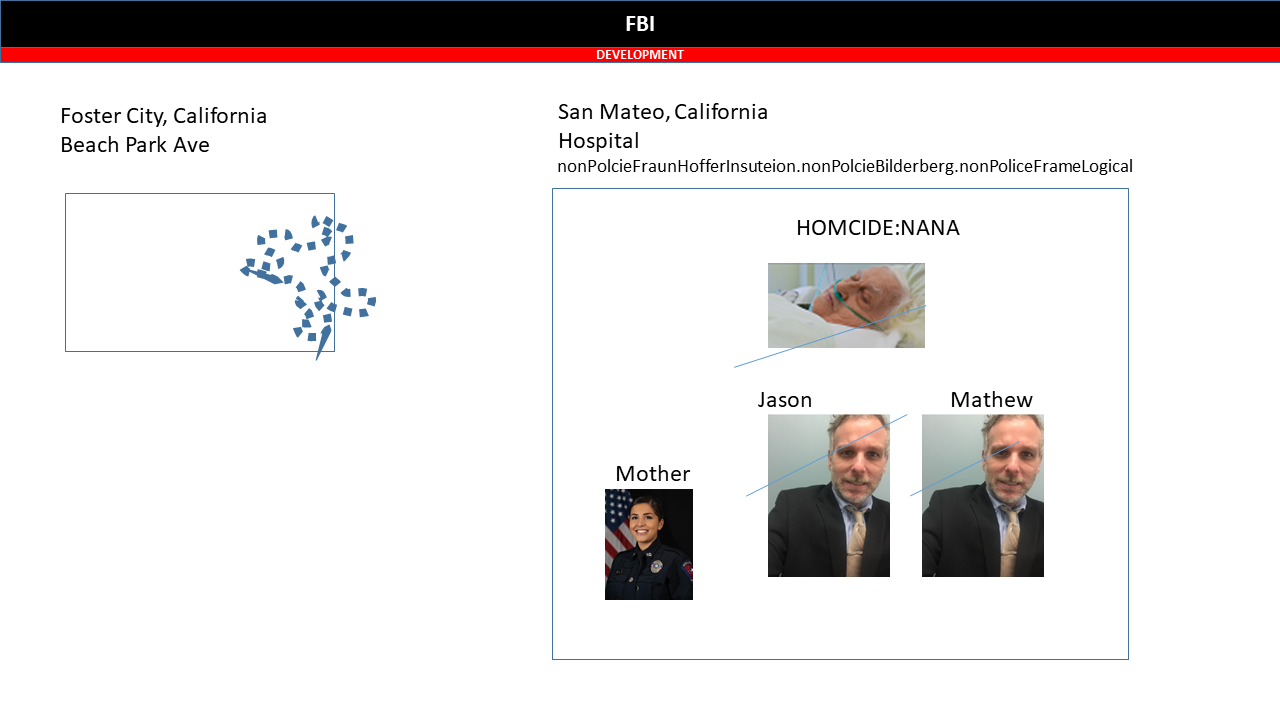 FBI
DEVELOPMENT
Foster City, California
Beach Park Ave
San Mateo, California
Hospital
nonPolcieFraunHofferInsuteion.nonPolcieBilderberg.nonPoliceFrameLogical
HOMCIDE:NANA
Jason
Mathew
Mother